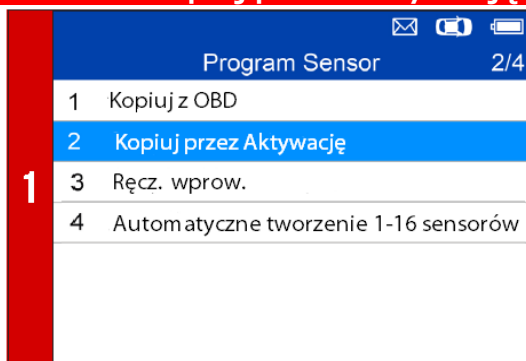 Program Sensor 2/4
1 Kopiuj z OBD
2 Kopiuj przez Aktywację
3 Ręcz. wprow.
4 Automatyczne tworzenie 1-16 sensorów
1